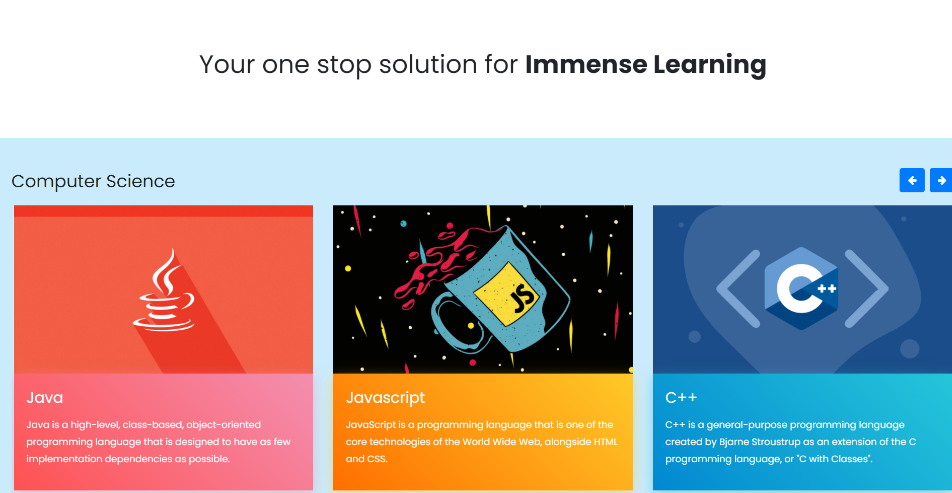 Your one stop solution for Immense Learning
Computer Science
JS
C++
Java
Java is a high-level, class-based, object-oriented
programming language that is designed to have as few
implementation dependencies as possible.
Javascript
JavaScript is a programming language that is one of the
core technologies of the World Wide Web, alongside HTML
and CSS.
C++
C++ is a general-purpose programming language
created by Bjarne Stroustrup as an extension of the C
programming language, or "C with Classes".